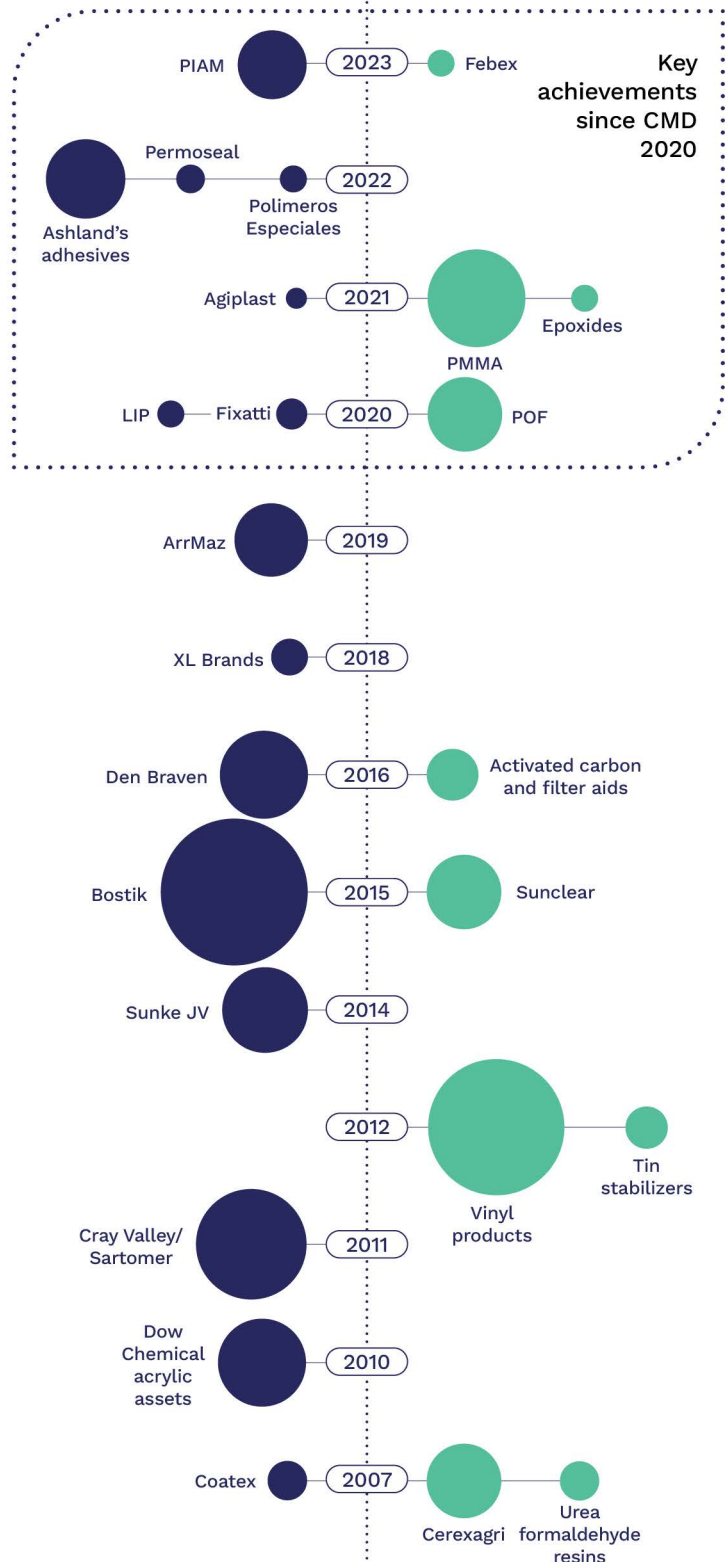 PIAM
2023
Febex
Key
achievements
since CMD
2020
Permoseal
2022
Polimeros
Especiales
Ashland's
adhesives
Agiplast
2021
Epoxides
PMMA
LIP
Fixatti
2020
POF
ArrMaz
2019
XL Brands
2018
Den Braven
2016
Activated carbon
and filter aids
Bostik
2015
Sunclear
Sunke JV
2014
2012
Tin
stabilizers
Vinyl
products
Cray Valley/
Sartomer
2011
Dow
Chemical
acrylic
assets
2010
Coatex
2007
Cerexagri
Urea
formaldehyde
resins